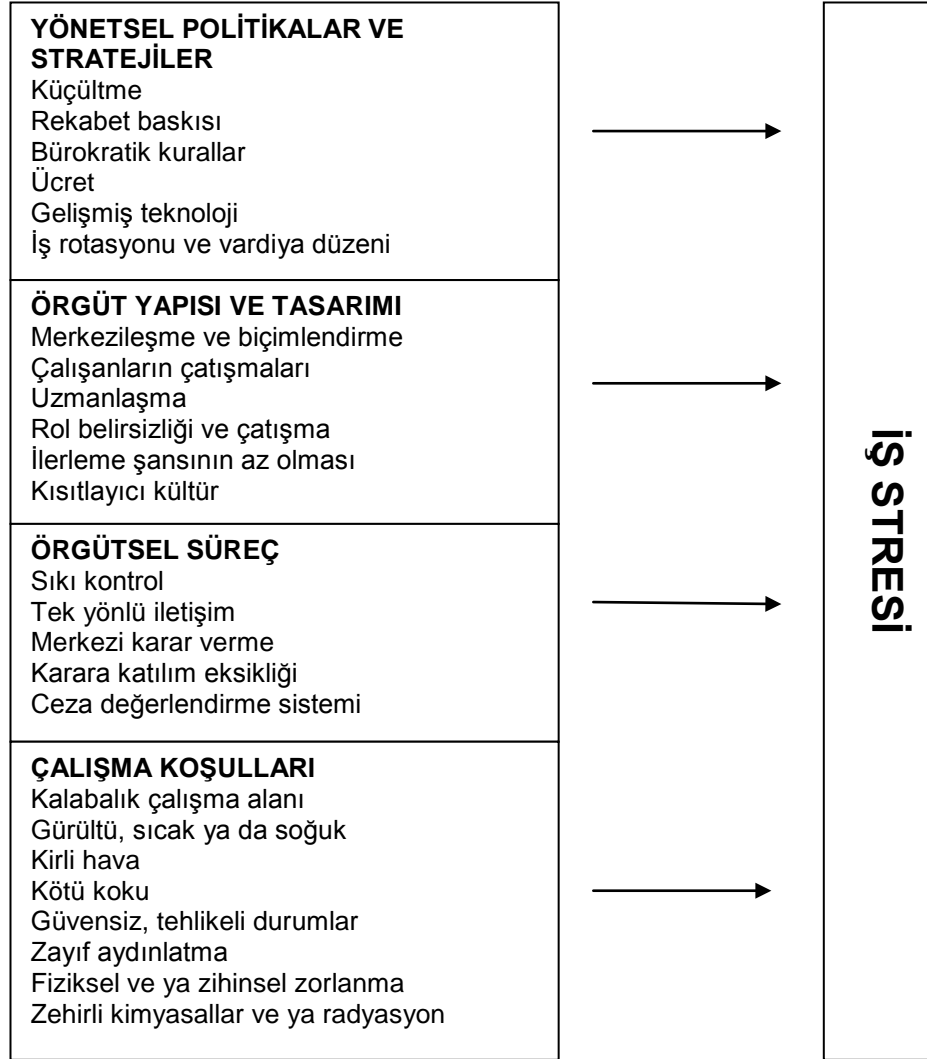 YÖNETSEL POLİTİKALAR VE
STRATEJİLER
Küçültme
Rekabet baskısı
Bürokratik kurallar
Ücret
Gelişmiş teknoloji
İş rotasyonu ve vardiya düzeni
ÖRGÜT YAPISI VE TASARIMI
Merkezileşme ve biçimlendirme
Çalışanların çatışmaları
Uzmanlaşma
Rol belirsizliği ve çatışma
İlerleme şansının az olması
Kısıtlayıcı kültür
ÖRGÜTSEL SÜREÇ
Sıkı kontrol
Tek yönlü iletişim
Merkezi karar verme
Karara katılım eksikliği
Ceza değerlendirme sistemi
ÇALIŞMA KOŞULLARI
Kalabalık çalışma alanı
Gürültü, sıcak ya da soğuk
Kirli hava
Kötü koku
Güvensiz, tehlikeli durumlar
Zayıf aydınlatma
Fiziksel ve ya zihinsel zorlanma
Zehirli kimyasallar ve ya radyasyon
İŞ STRESİ